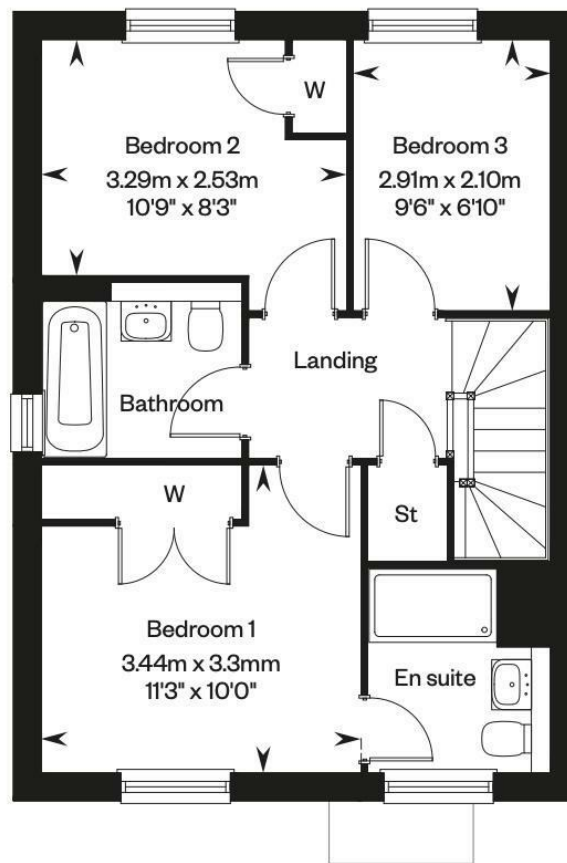 W
Bedroom 2
3.29m x 2.53m
10'9" x 8'3"
Bedroom 3
2.91m x 2.10m
9'6" x 6'10"
Landing
Bathroom
W
St
Bedroom 1
3.44m x 3.3mm
11'3" x 10'0"
En suite